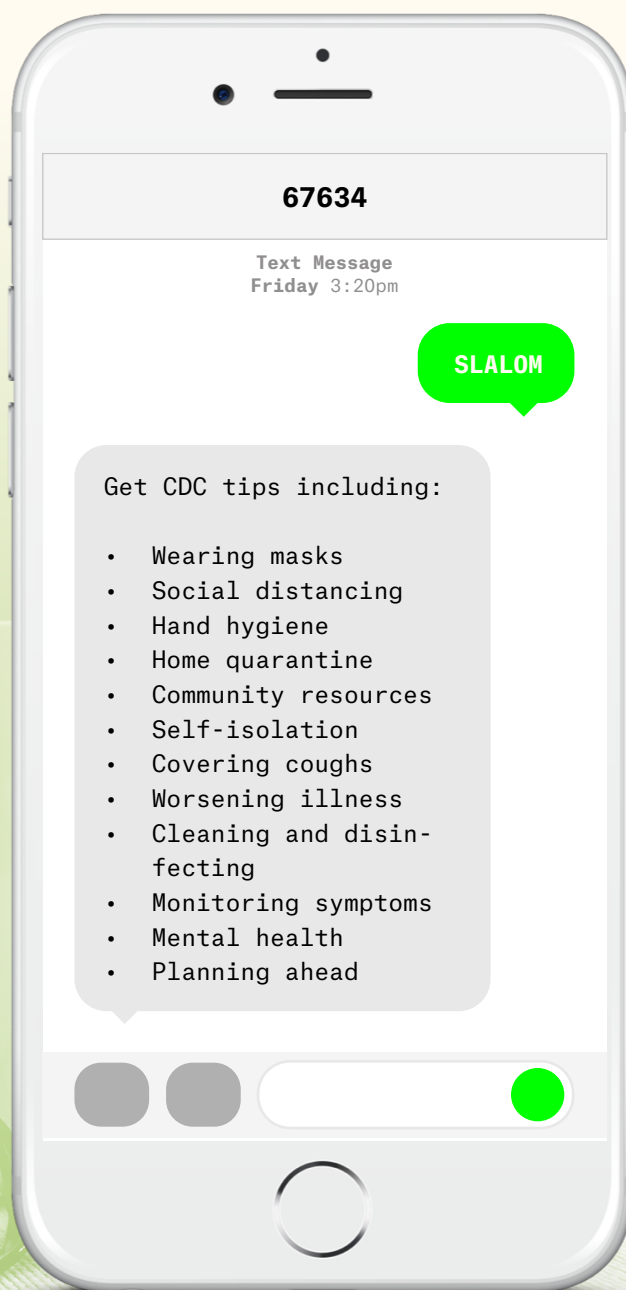 67634
Text Message
Friday 3:20pm
SLALOM
Get CDC tips including:
• Wearing masks
• Social distancing
• Hand hygiene
• Home quarantine
• Community resources
• Self-isolation
• Covering coughs
• Worsening illness
• Cleaning and disin-
fecting
• Monitoring symptoms
• Mental health
• Planning ahead